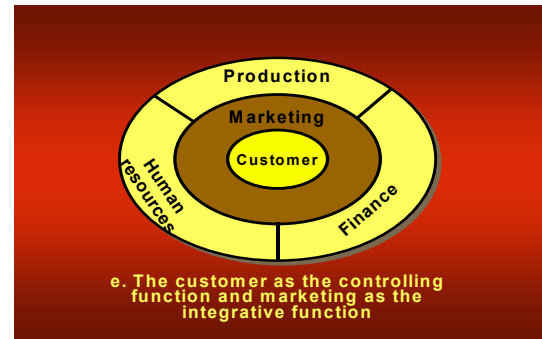 Production
Marketing
Customer
Human
resources
Finance
e. The customer as the controlling
function and marketing as the
integrative function